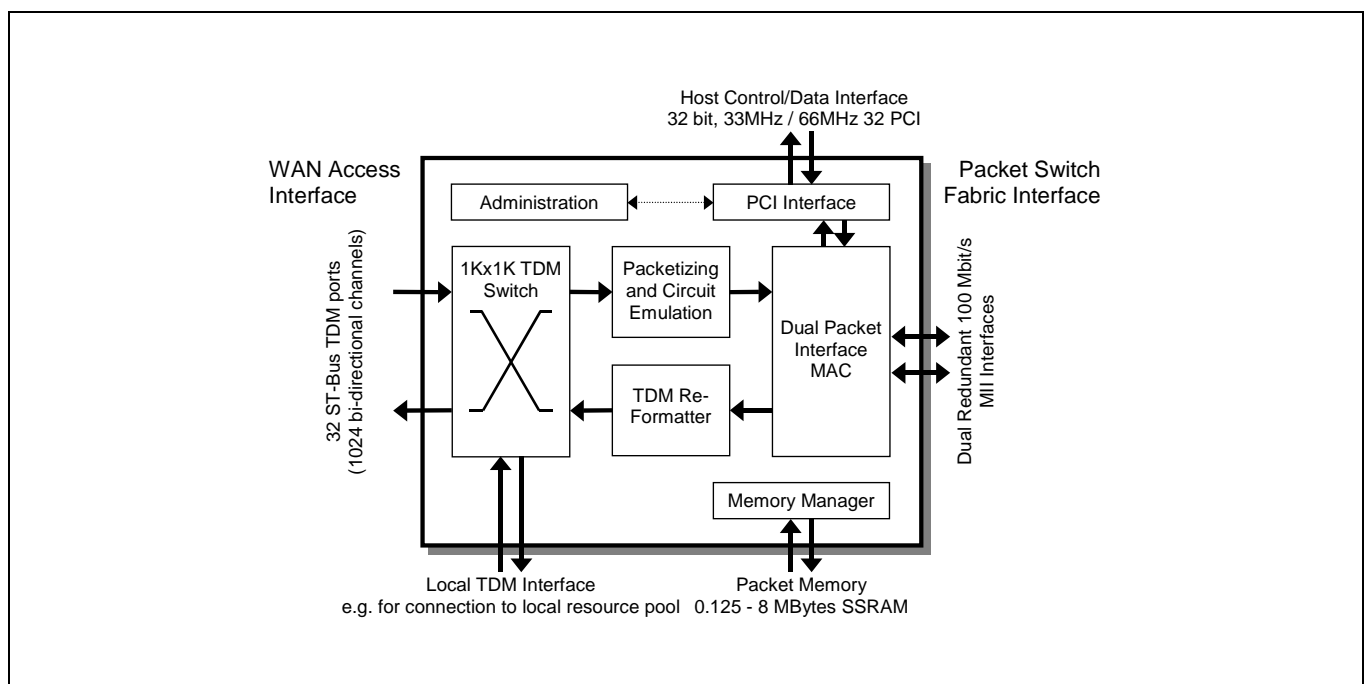 Host Control/Data Interface
32 bit, 33MHz / 66MHz 32 PCI
WAN Access
Interface
Packet Switch
Fabric Interface
Administration
PCI Interface
1Kx1K TDM
Switch
Packetizing
and Circuit
Emulation
Dual Packet
Interface
MAC
TDM Re-
Formatter
32 ST-Bus TDM ports
(1024 bi-directional channels)
Dual Redundant 100 Mbit/s
MII Interfaces
Memory Manager
Local TDM Interface
e.g. for connection to local resource pool
Packet Memory
0.125 - 8 MBytes SSRAM